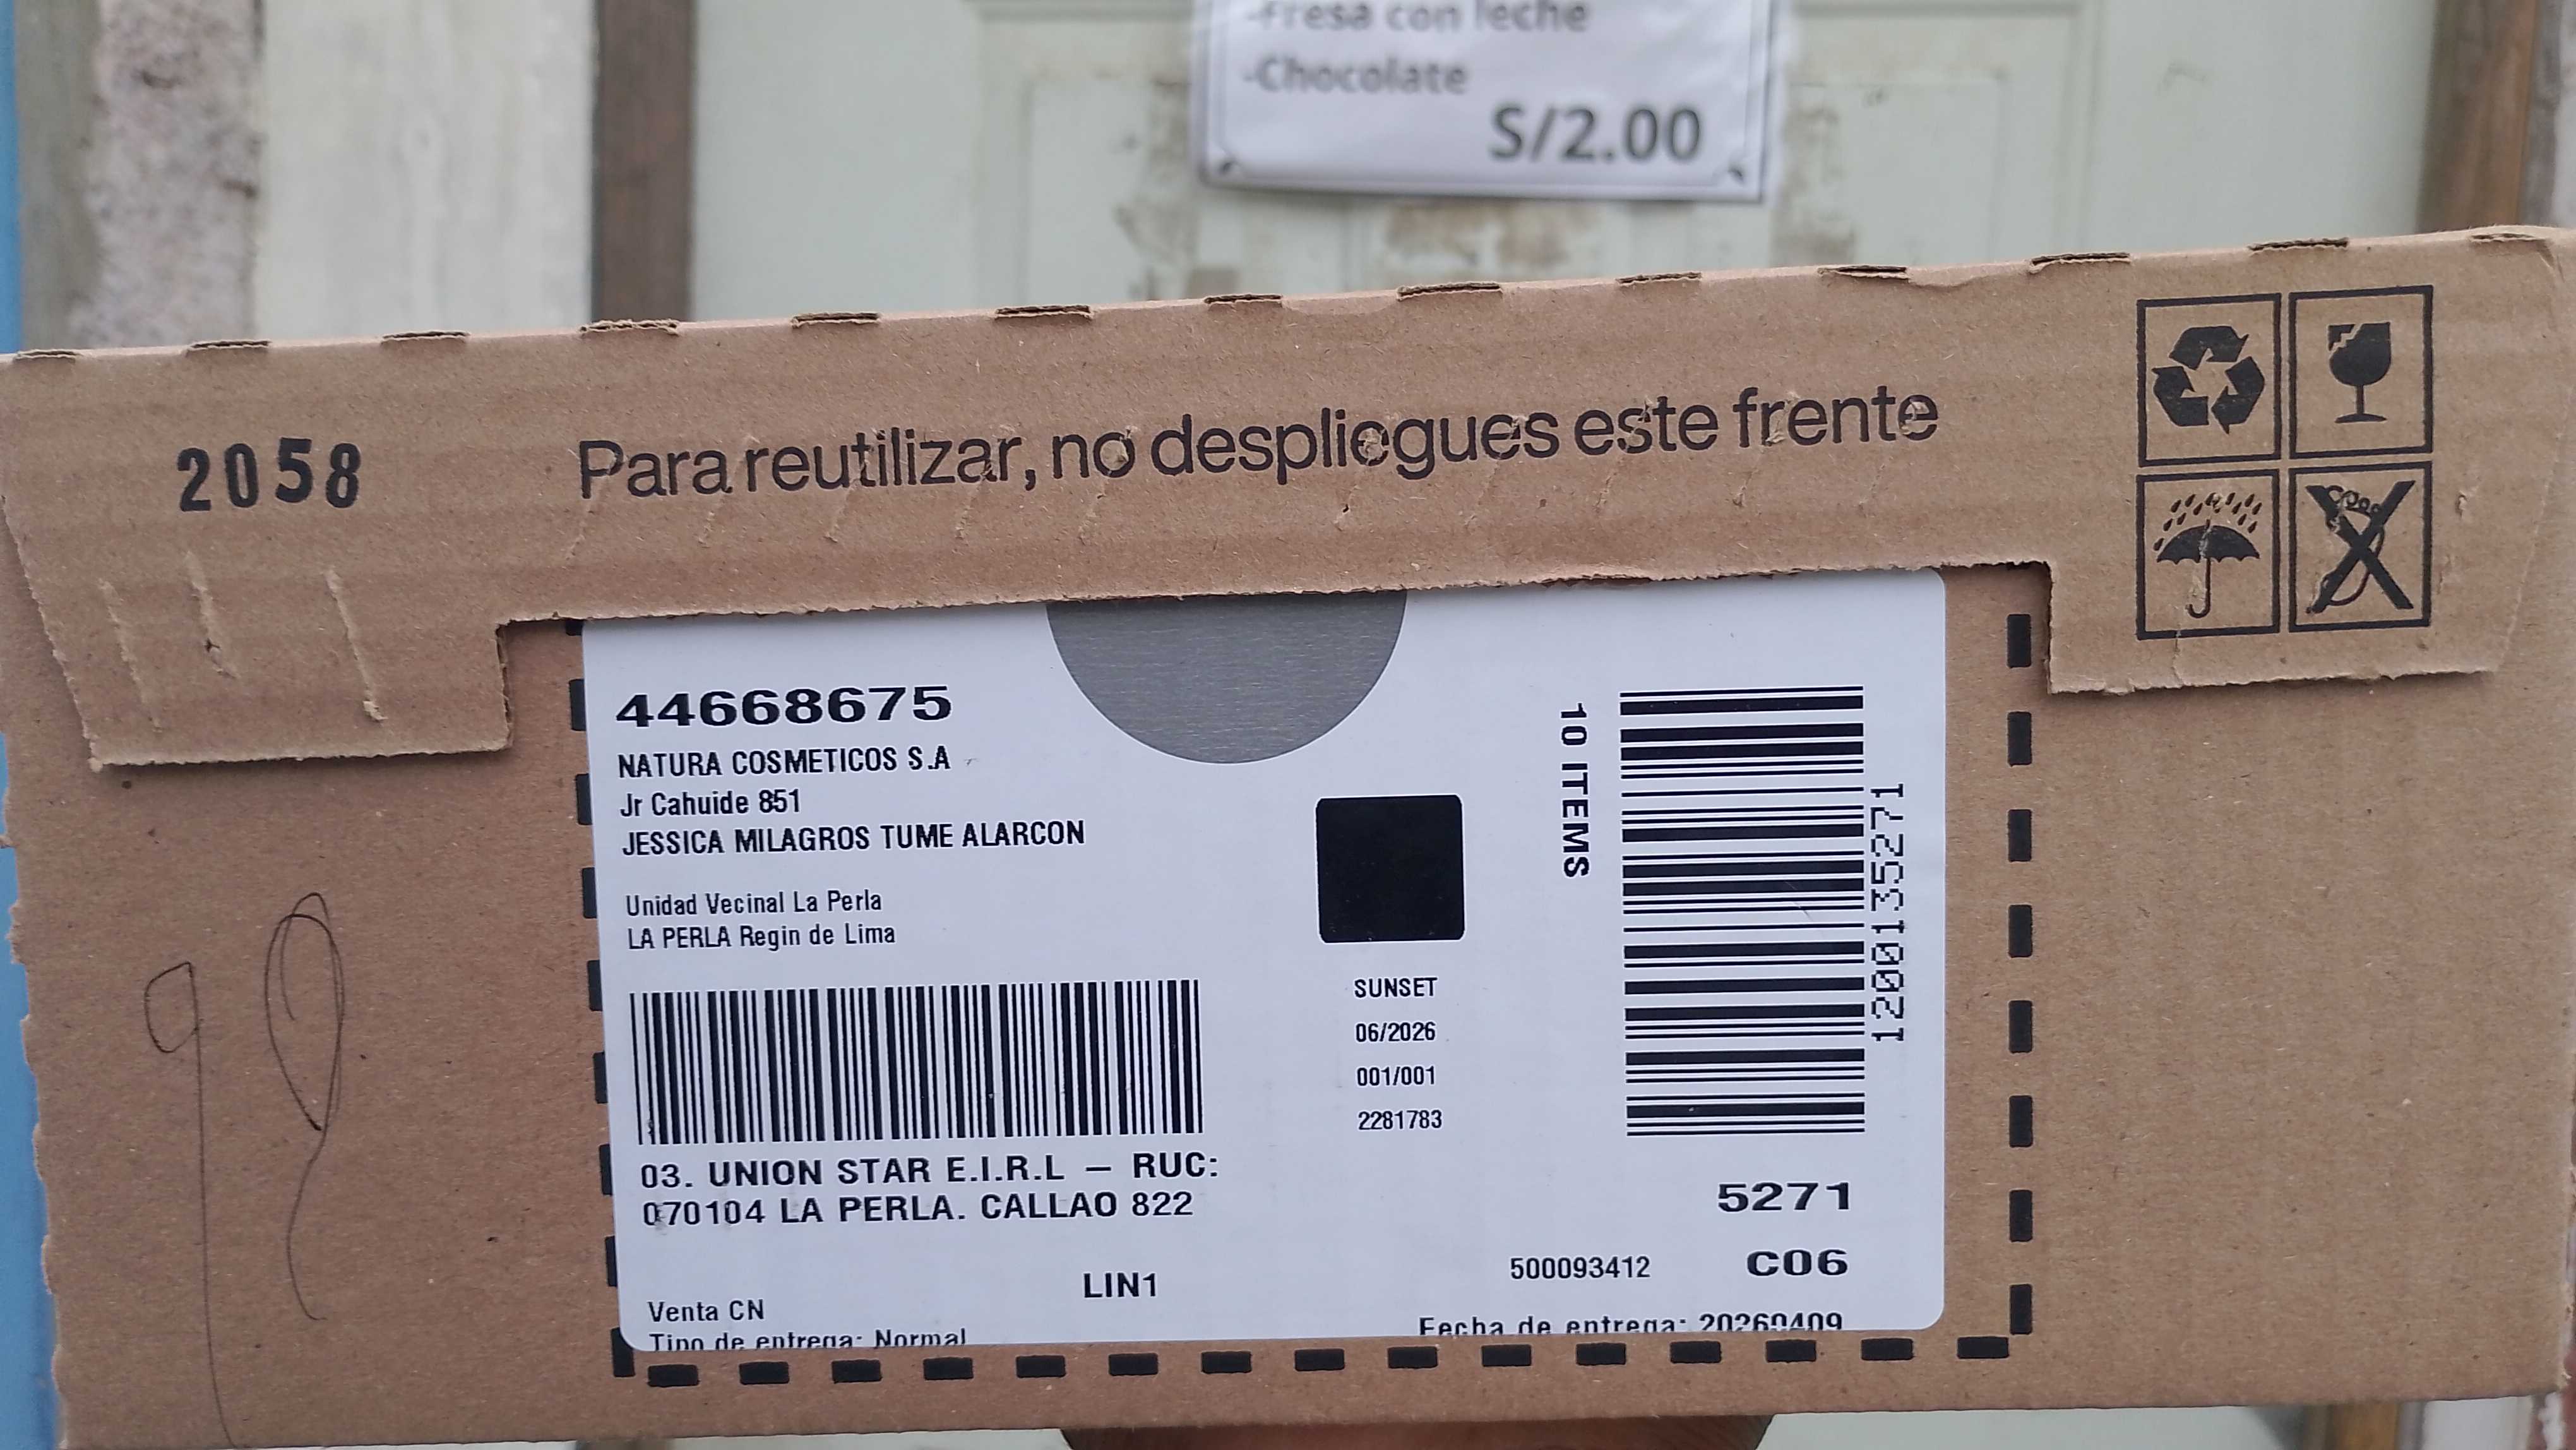 -Fresa con leche
-Chocolate
S/2.00
2058
Para reutilizar, no despliegues este frente
44668675
NATURA COSMETICOS S.A
Jr Cahuide 851
JESSICA MILAGROS TUME ALARCON
Unidad Vecinal La Perla
LA PERLA Regin de Lima
10 ITEMS
120013527​1
SUNSET
06/2026
001/001
2281783
03. UNION STAR E.I.R.L – RUC:
070104 LA PERLA. CALLAO 822
5271
500093412
C06
LIN1
Venta CN
Tipo de entrega: Normal
Fecha de entrega: 20260409